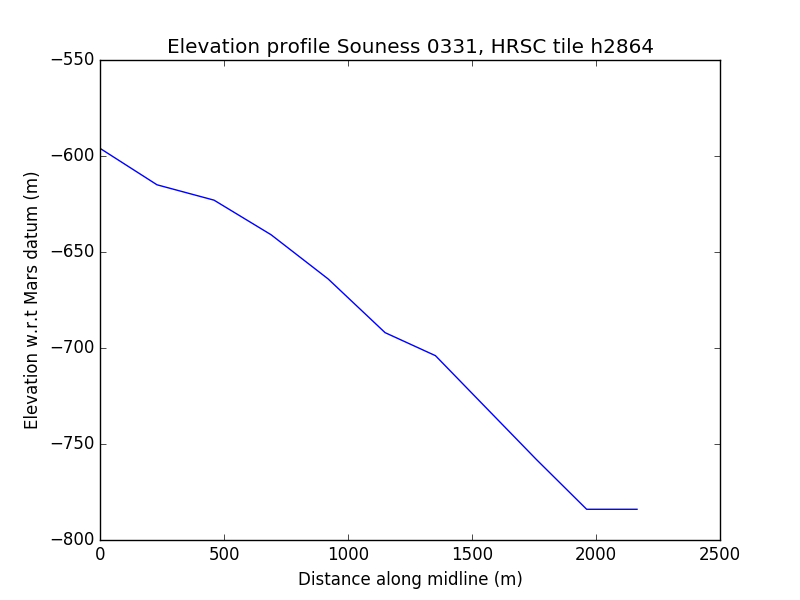 Elevation profile Souness 0331, HRSC tile h2864
−550
−600
−650
−700
−750
−800
Elevation w.r.t Mars datum (m)
0 500 1000 1500 2000 2500
Distance along midline (m)